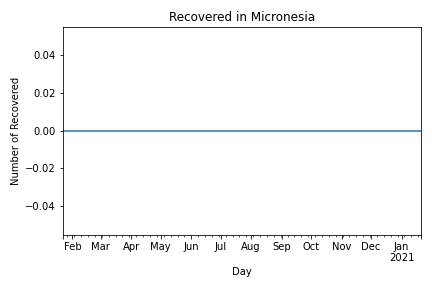 Recovered in Micronesia
0.04
0.02
0.00
−0.02
−0.04
Number of Recovered
Feb Mar Apr May Jun Jul Aug Sep Oct Nov Dec Jan
2021
Day